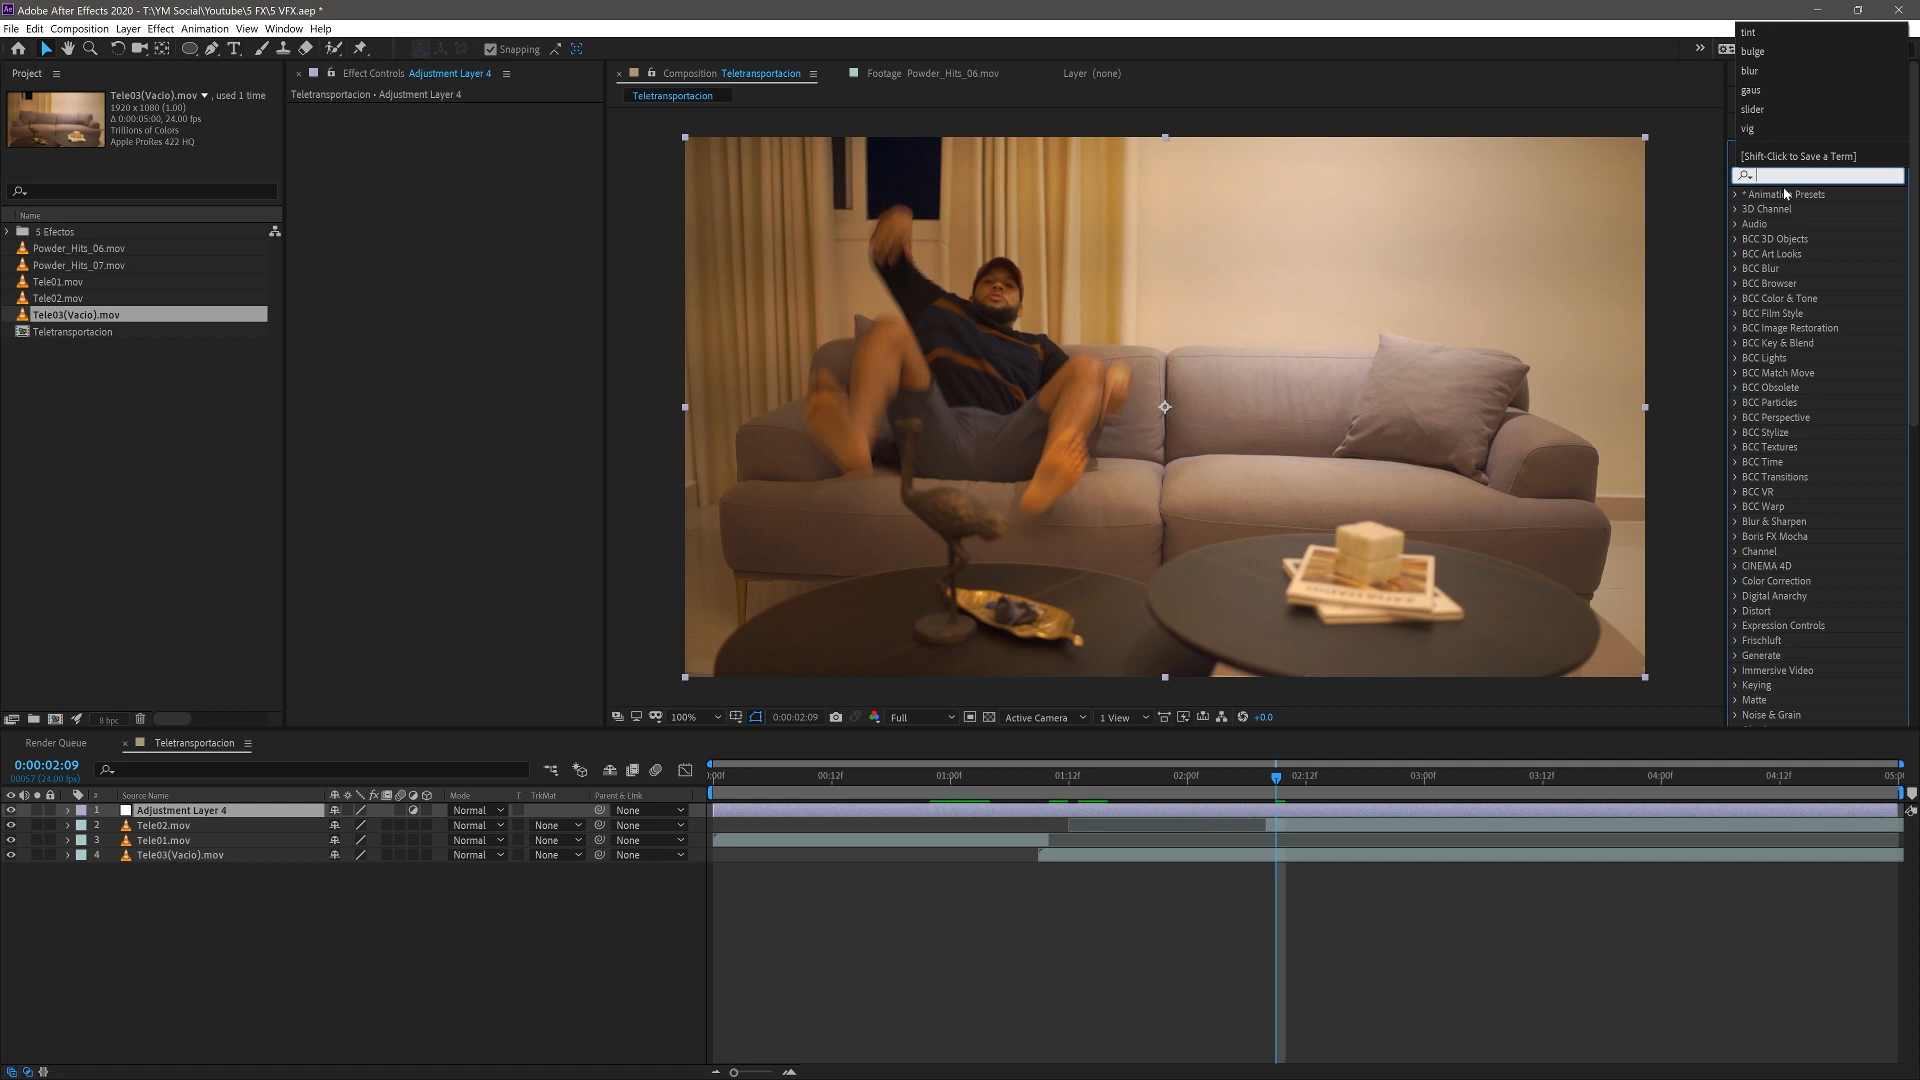 Adobe After Effects 2020 - T:\YM Social\Youtube\5 FX\5 VFX.aep *
File Edit Composition Layer Effect Animation View Window Help
Snapping
Project
Tele03(Vacio).mov , used 1 time
1920 x 1080 (1.00)
Δ 0:00:05:00, 24.00 fps
Trillions of Colors
Apple ProRes 422 HQ
Name
5 Efectos
Powder_Hits_06.mov
Powder_Hits_07.mov
Tele01.mov
Tele02.mov
Tele03(Vacio).mov
Teletransportacion
8 bpc
Effect Controls Adjustment Layer 4
Teletransportacion • Adjustment Layer 4
Composition Teletransportacion
Footage Powder_Hits_06.mov
Layer (none)
Teletransportacion
100%
0:00:02:09
Full
Active Camera
1 View
+0.0
tint
bulge
blur
gaus
slider
vig
[Shift-Click to Save a Term]
* Animation Presets
3D Channel
Audio
BCC 3D Objects
BCC Art Looks
BCC Blur
BCC Browser
BCC Color & Tone
BCC Film Style
BCC Image Restoration
BCC Key & Blend
BCC Lights
BCC Match Move
BCC Obsolete
BCC Particles
BCC Perspective
BCC Stylize
BCC Textures
BCC Time
BCC Transitions
BCC VR
BCC Warp
Blur & Sharpen
Boris FX Mocha
Channel
CINEMA 4D
Color Correction
Digital Anarchy
Distort
Expression Controls
Frischluft
Generate
Immersive Video
Keying
Matte
Noise & Grain
Render Queue
Teletransportacion
0:00:02:09
00057 (24.00 fps)
# Source Name Mode T TrkMat Parent & Link
1 Adjustment Layer 4 Normal None
2 Tele02.mov Normal None None
3 Tele01.mov Normal None None
4 Tele03(Vacio).mov Normal None None
:00f 00:12f 01:00f 01:12f 02:00f 02:12f 03:00f 03:12f 04:00f 04:12f 05:0